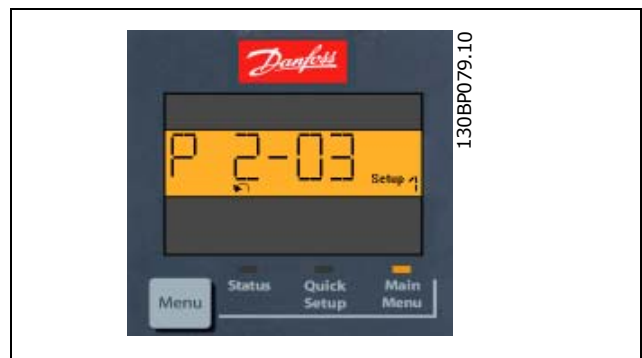 Danfoss
P 2-03
Setup 1
Menu
Status
Quick Setup
Main Menu
130BP079.10